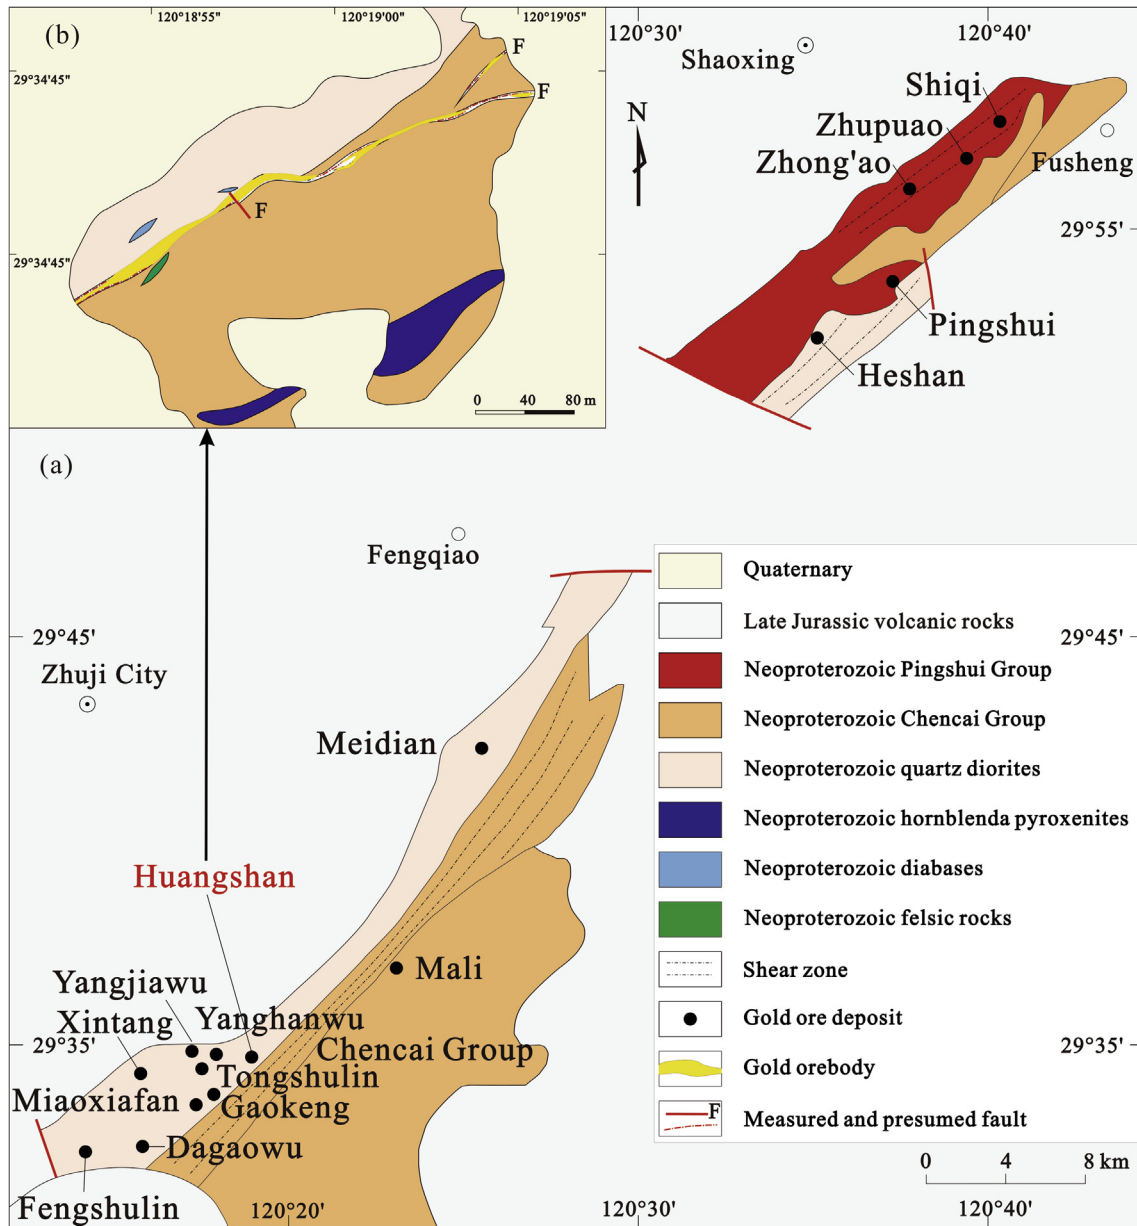 (b)
120°18'55"
120°19'00"
120°19'05"
29°34'45"
29°34'45"
F
F
F
0 40 80 m
120°30'
120°40'
Shaoxing
N
Shiqi
Zhupuao
Zhong'ao
Fusheng
29°55'
Pingshui
Heshan
(a)
Fengqiao
29°45'
29°45'
Zhuji City
Meidian
Huangshan
Mali
Yangjiawu
Xintang
Yanghanwu
29°35'
29°35'
Chencai Group
Tongshulin
Miaoxiafan
Gaokeng
Dagaowu
Fengshulin
120°20'
120°30'
120°40'
Quaternary
Late Jurassic volcanic rocks
Neoproterozoic Pingshui Group
Neoproterozoic Chencai Group
Neoproterozoic quartz diorites
Neoproterozoic hornblenda pyroxenites
Neoproterozoic diabases
Neoproterozoic felsic rocks
Shear zone
Gold ore deposit
Gold orebody
F
Measured and presumed fault
0 4 8 km